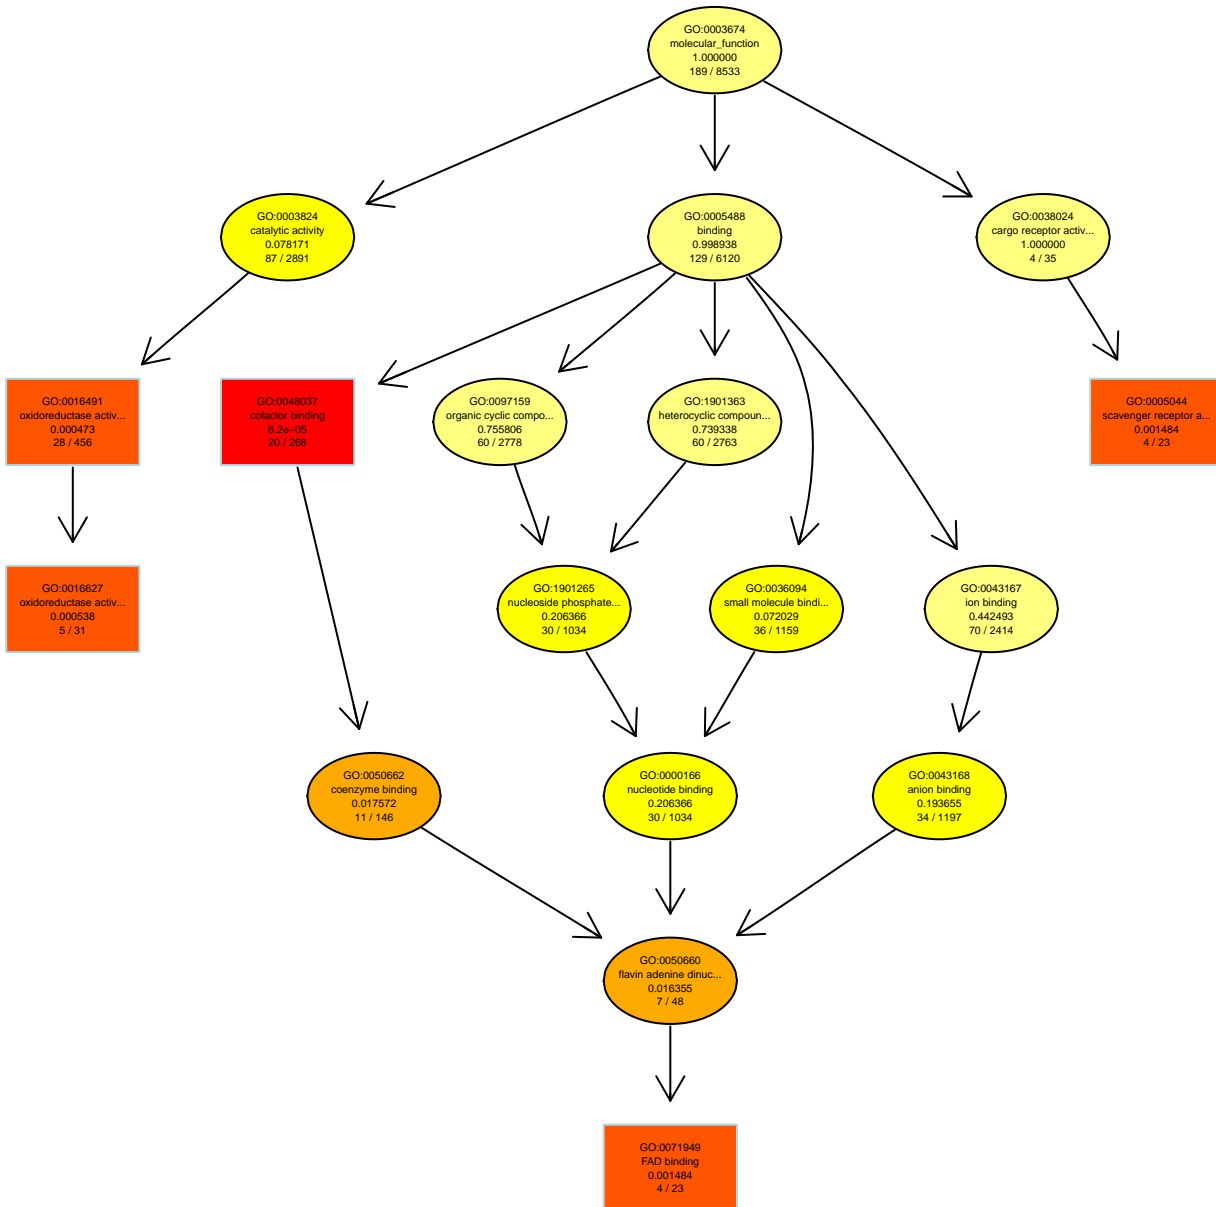 GO:0003674
molecular_function
1.000000
189 / 8533
GO:0003824
catalytic activity
0.078171
87 / 2891
GO:0005488
binding
0.998938
129 / 6120
GO:0038024
cargo receptor activ...
1.000000
4 / 35
GO:0016491
oxidoreductase activ...
0.000473
28 / 456
GO:0048037
cofactor binding
8.2e−05
20 / 268
GO:0097159
organic cyclic compo...
0.755806
60 / 2778
GO:1901363
heterocyclic compoun...
0.739338
60 / 2763
GO:0005044
scavenger receptor a...
0.001484
4 / 23
GO:0016627
oxidoreductase activ...
0.000538
5 / 31
GO:1901265
nucleoside phosphate...
0.206366
30 / 1034
GO:0036094
small molecule bindi...
0.072029
36 / 1159
GO:0043167
ion binding
0.442493
70 / 2414
GO:0050662
coenzyme binding
0.017572
11 / 146
GO:0000166
nucleotide binding
0.206366
30 / 1034
GO:0043168
anion binding
0.193655
34 / 1197
GO:0050660
flavin adenine dinuc...
0.016355
7 / 48
GO:0071949
FAD binding
0.001484
4 / 23